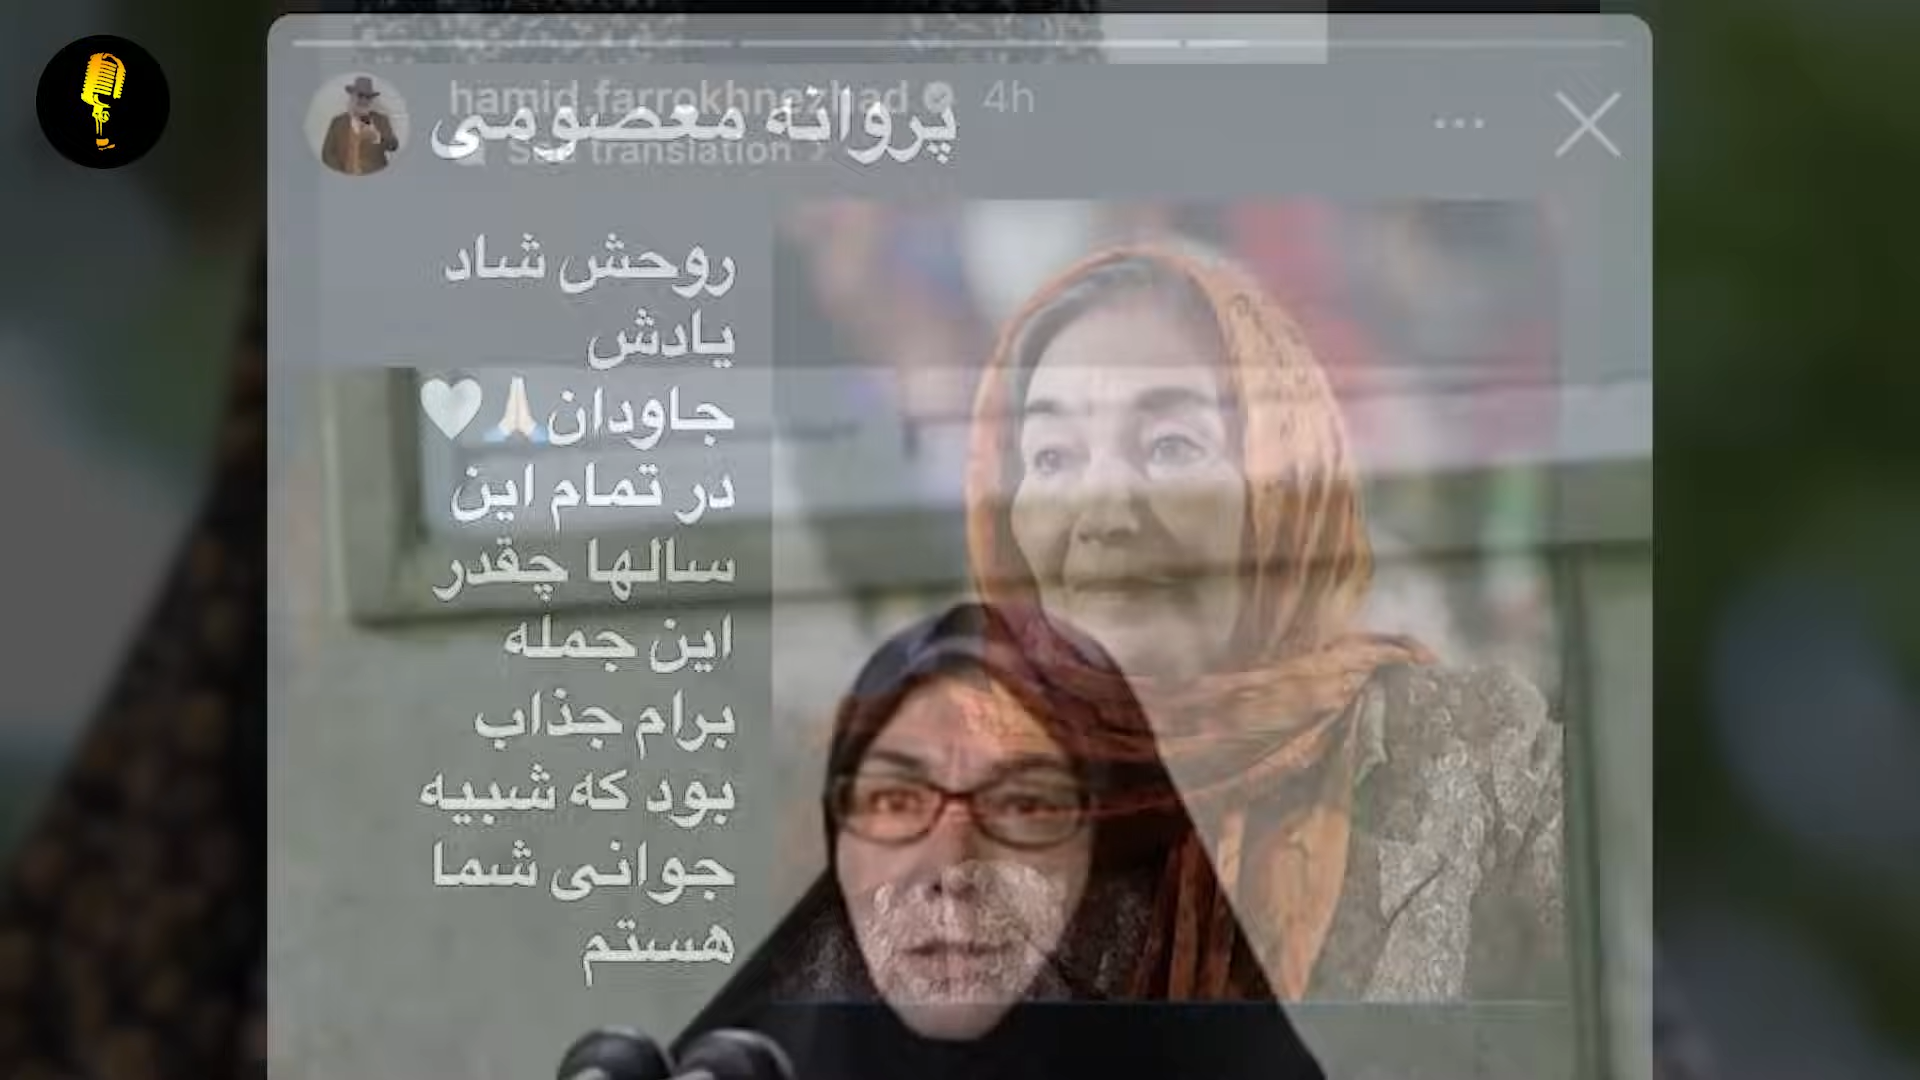 hamid.farrokhnezhad 4h
پروانه معصومی
See translation
روحش شاد
یادش
جاودان🙏🏻🤍
در تمام این
سالها چقدر
این جمله
برام جذاب
بود که شبیه
جوانی شما
هستم